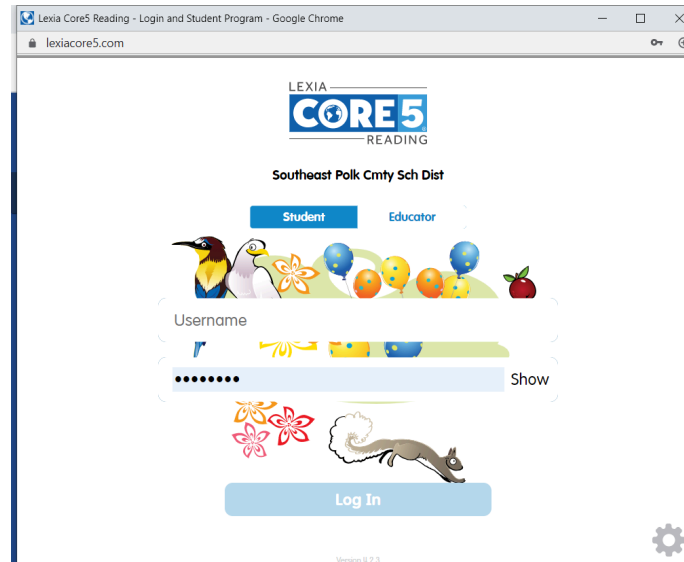 Lexia Core5 Reading - Login and Student Program - Google Chrome
lexiacore5.com
LEXIA
CORE5
READING
Southeast Polk Cmty Sch Dist
Student Educator
Username
•••••••• Show
Log In